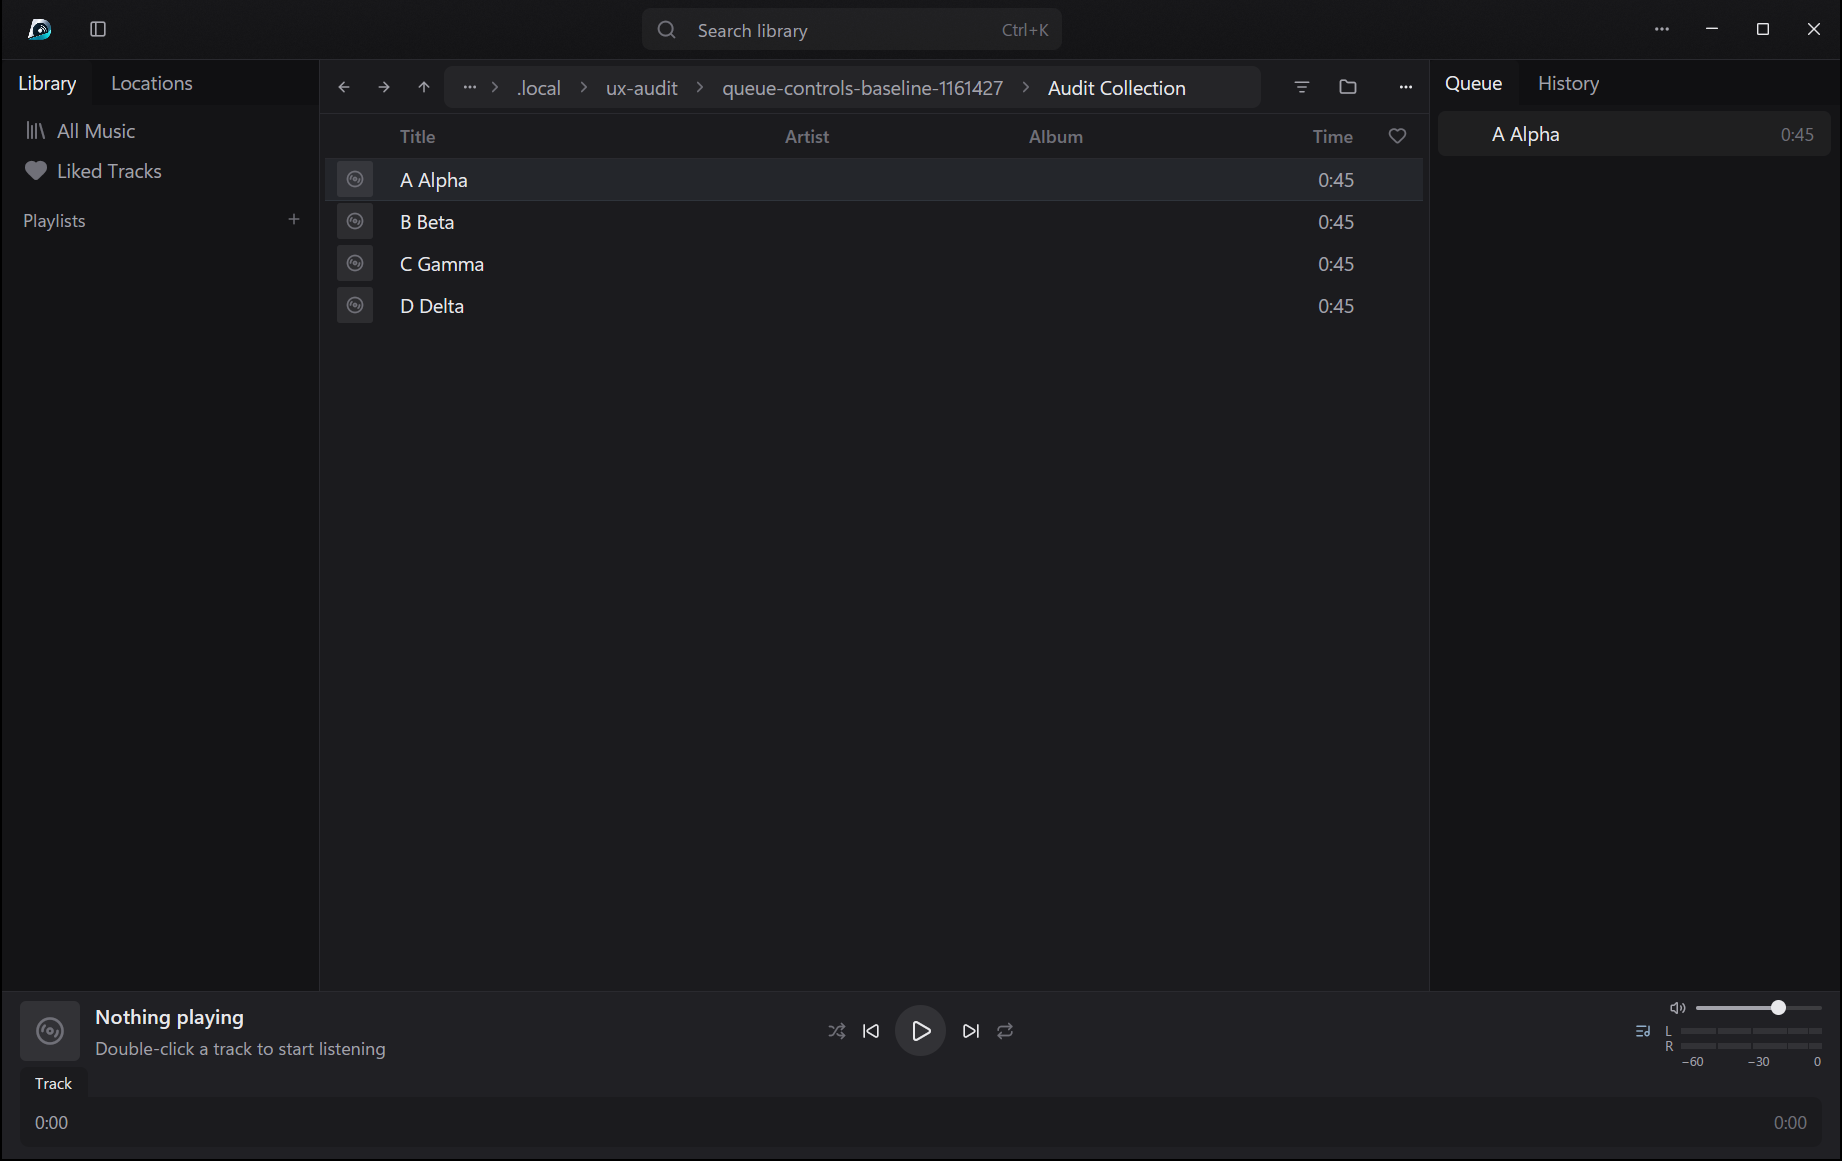 Search library Ctrl+K
Library Locations
All Music
Liked Tracks
Playlists
.local ux-audit queue-controls-baseline-1161427 Audit Collection
Title Artist Album Time
A Alpha 0:45
B Beta 0:45
C Gamma 0:45
D Delta 0:45
Queue History
A Alpha 0:45
Nothing playing
Double-click a track to start listening
L
R
−60 −30 0
Track
0:00 0:00